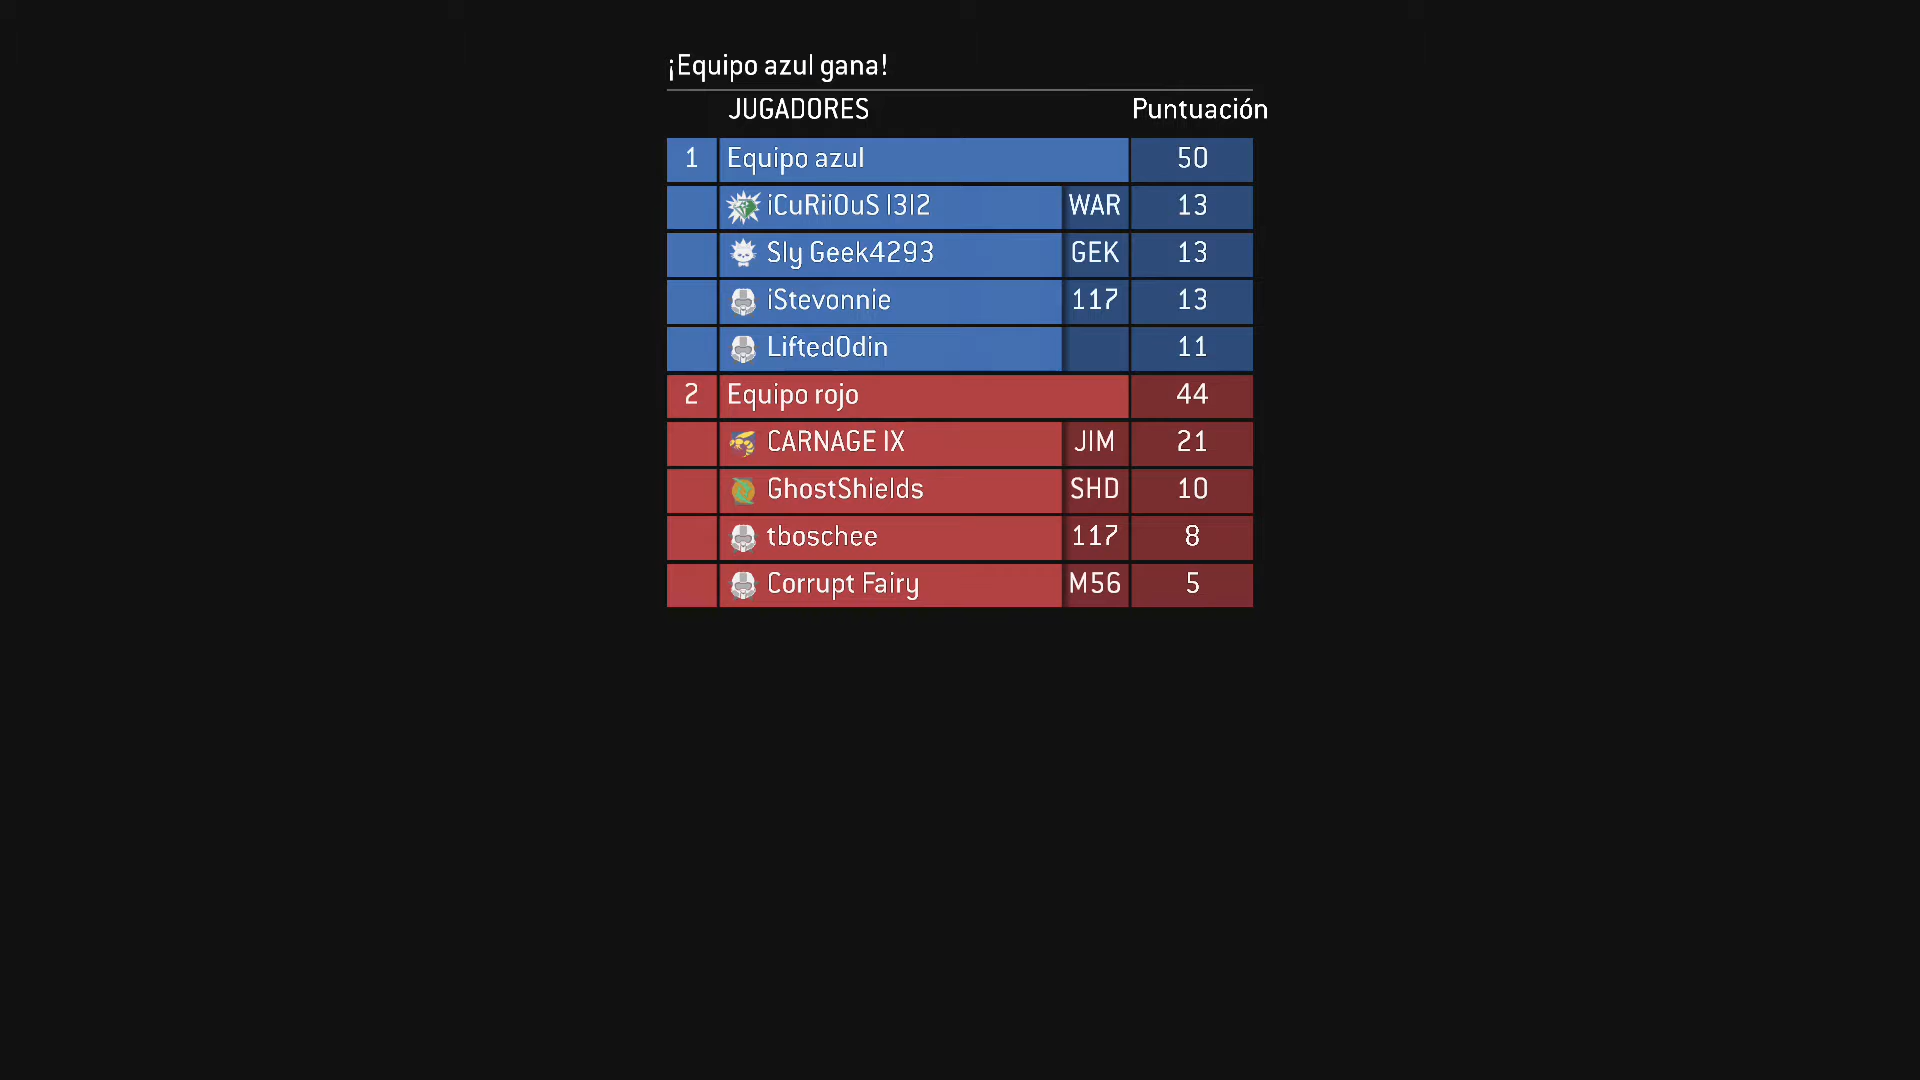 ¡Equipo azul gana!
JUGADORES Puntuación
1 Equipo azul 50
iCuRiiOuS I3I2 WAR 13
Sly Geek4293 GEK 13
iStevonnie 117 13
LiftedOdin 11
2 Equipo rojo 44
CARNAGE IX JIM 21
GhostShields SHD 10
tboschee 117 8
Corrupt Fairy M56 5